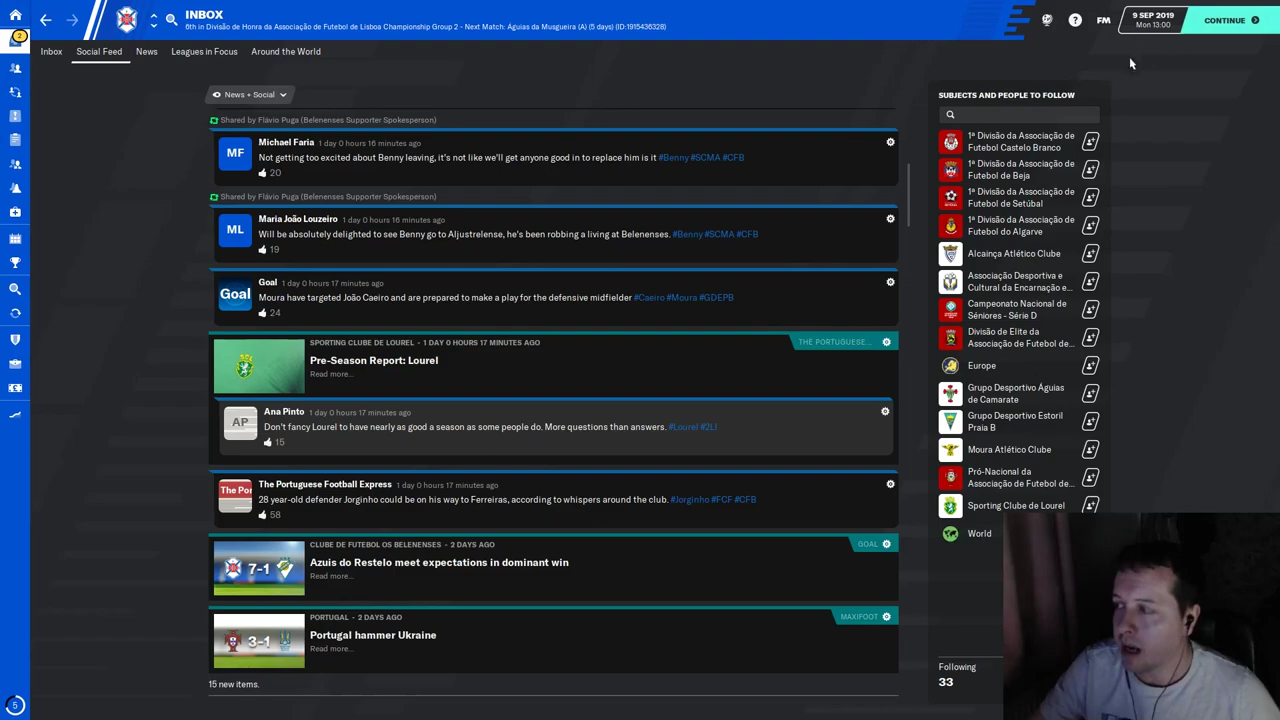 INBOX
6th in Divisão de Honra da Associação de Futebol de Lisboa Championship Group 2 - Next Match: Águias da Musgueira (A) (5 days) (ID:1915436328)
2
?
FM
9 SEP 2019
Mon 13:00
CONTINUE
Inbox
Social Feed
News
Leagues in Focus
Around the World
News + Social
Shared by Flávio Puga (Belenenses Supporter Spokesperson)
MF
Michael Faria 1 day 0 hours 16 minutes ago
Not getting too excited about Benny leaving, it's not like we'll get anyone good in to replace him is it #Benny #SCMA #CFB
20
Shared by Flávio Puga (Belenenses Supporter Spokesperson)
ML
Maria João Louzeiro 1 day 0 hours 16 minutes ago
Will be absolutely delighted to see Benny go to Aljustrelense, he's been robbing a living at Belenenses. #Benny #SCMA #CFB
19
Goal
Goal 1 day 0 hours 17 minutes ago
Moura have targeted João Caeiro and are prepared to make a play for the defensive midfielder #Caeiro #Moura #GDEPB
24
SPORTING CLUBE DE LOUREL - 1 DAY 0 HOURS 17 MINUTES AGO
THE PORTUGUESE...
Pre-Season Report: Lourel
Read more...
AP
Ana Pinto 1 day 0 hours 17 minutes ago
Don't fancy Lourel to have nearly as good a season as some people do. More questions than answers. #Lourel #2LI
15
The Por
The Portuguese Football Express 1 day 0 hours 17 minutes ago
28 year-old defender Jorginho could be on his way to Ferreiras, according to whispers around the club. #Jorginho #FCF #CFB
58
CLUBE DE FUTEBOL OS BELENENSES - 2 DAYS AGO
GOAL
7-1
Azuis do Restelo meet expectations in dominant win
Read more...
PORTUGAL - 2 DAYS AGO
MAXIFOOT
3-1
Portugal hammer Ukraine
Read more...
15 new items.
5
SUBJECTS AND PEOPLE TO FOLLOW
1ª Divisão da Associação de
Futebol Castelo Branco
1ª Divisão da Associação de
Futebol de Beja
1ª Divisão da Associação de
Futebol de Setúbal
1ª Divisão da Associação de
Futebol do Algarve
Alcainça Atlético Clube
Associação Desportiva e
Cultural da Encarnação e...
Campeonato Nacional de
Séniores - Série D
Divisão de Elite da
Associação de Futebol de...
Europe
Grupo Desportivo Águias
de Camarate
Grupo Desportivo Estoril
Praia B
Moura Atlético Clube
Pró-Nacional da
Associação de Futebol de...
Sporting Clube de Lourel
World
Following
33